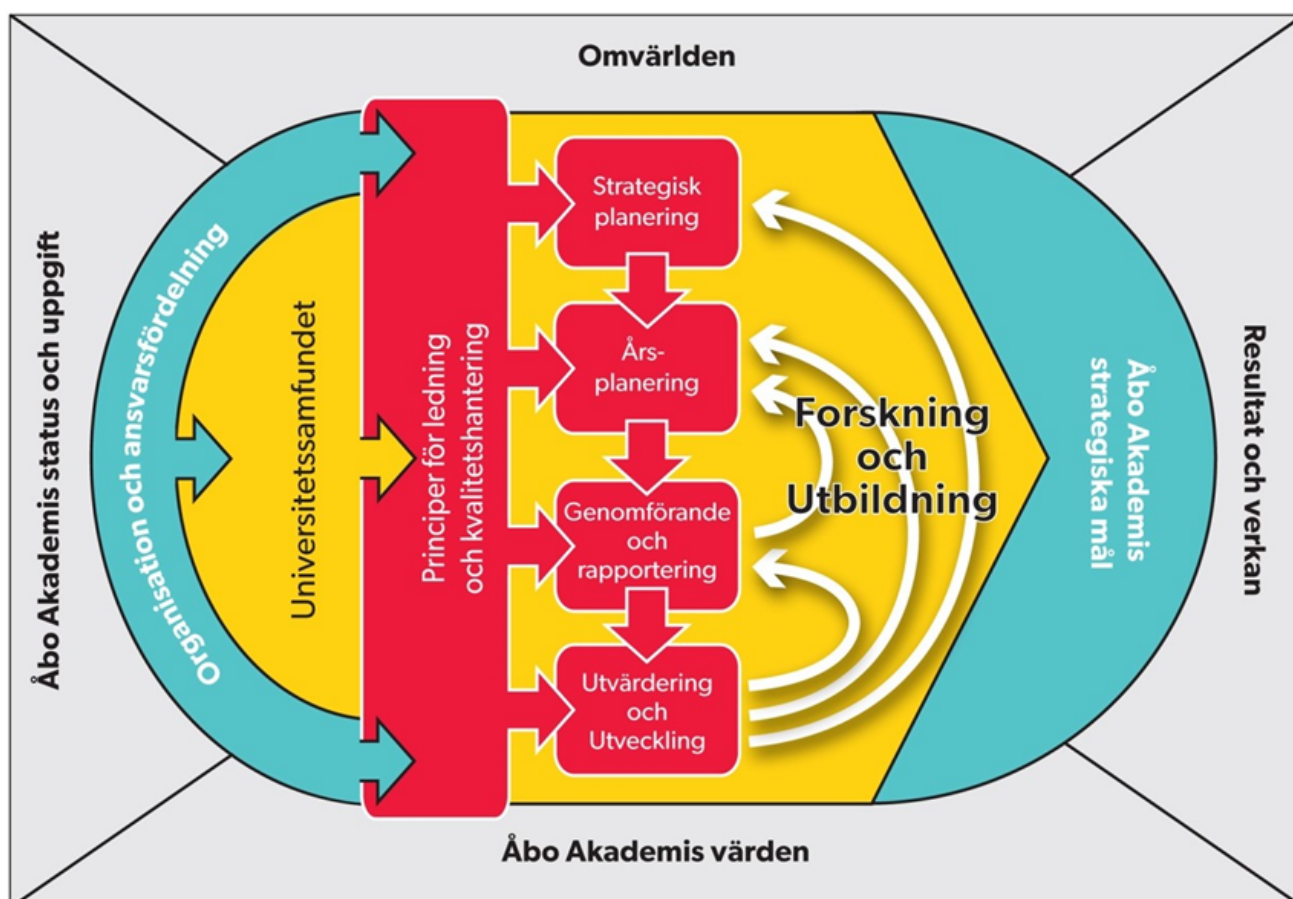 Omvärlden
Åbo Akademis status och uppgift
Organisation och ansvarsfördelning
Universitetssamfundet
Principer för ledning
och kvalitetshantering
Strategisk
planering
Års-
planering
Genomförande
och
rapportering
Utvärdering
och
Utveckling
Forskning
och
Utbildning
Åbo Akademis
strategiska mål
Resultat och verkan
Åbo Akademis värden